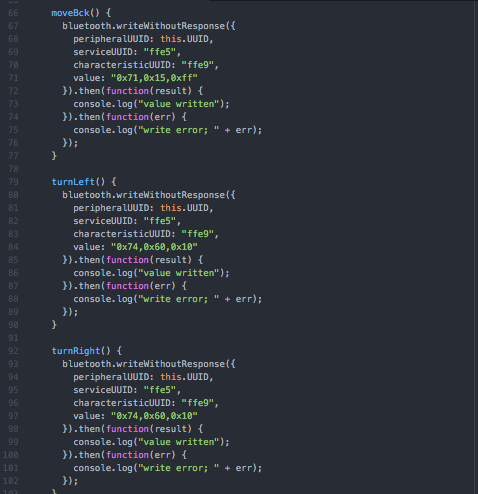 66 moveBck() {
67 bluetooth.writeWithoutResponse({
68 peripheralUUID: this.UUID,
69 serviceUUID: "ffe5",
70 characteristicUUID: "ffe9",
71 value: "0x71,0x15,0xff"
72 }).then(function(result) {
73 console.log("value written");
74 }).then(function(err) {
75 console.log("write error; " + err);
76 });
77 }
78
79 turnLeft() {
80 bluetooth.writeWithoutResponse({
81 peripheralUUID: this.UUID,
82 serviceUUID: "ffe5",
83 characteristicUUID: "ffe9",
84 value: "0x74,0x60,0x10"
85 }).then(function(result) {
86 console.log("value written");
87 }).then(function(err) {
88 console.log("write error; " + err);
89 });
90 }
91
92 turnRight() {
93 bluetooth.writeWithoutResponse({
94 peripheralUUID: this.UUID,
95 serviceUUID: "ffe5",
96 characteristicUUID: "ffe9",
97 value: "0x74,0x60,0x10"
98 }).then(function(result) {
99 console.log("value written");
100 }).then(function(err) {
101 console.log("write error; " + err);
102 });
103 }